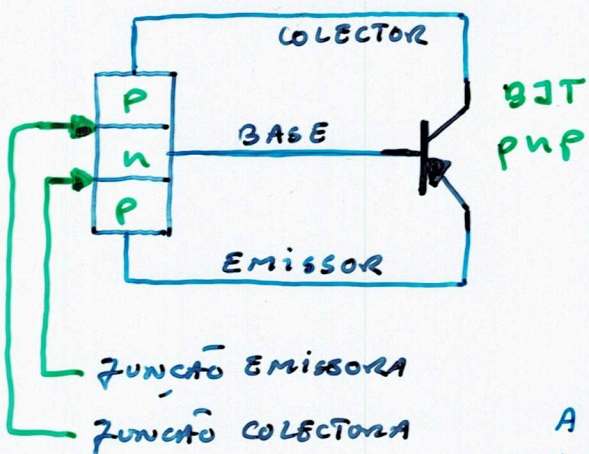 COLECTOR
P
BJT
BASE
n
pnp
P
EMISSOR
JUNÇÃO EMISSORA
JUNÇÃO COLECTORA
A